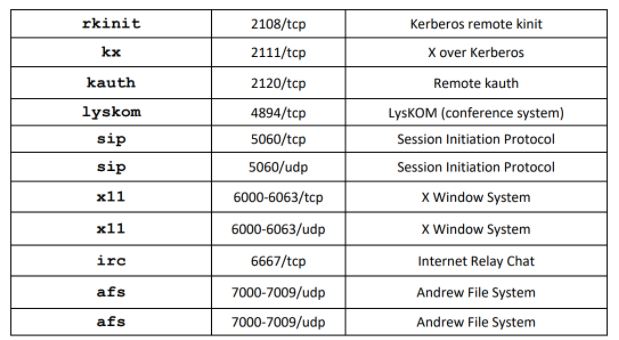 rkinit 2108/tcp Kerberos remote kinit
kx 2111/tcp X over Kerberos
kauth 2120/tcp Remote kauth
lyskom 4894/tcp LysKOM (conference system)
sip 5060/tcp Session Initiation Protocol
sip 5060/udp Session Initiation Protocol
x11 6000-6063/tcp X Window System
x11 6000-6063/udp X Window System
irc 6667/tcp Internet Relay Chat
afs 7000-7009/udp Andrew File System
afs 7000-7009/udp Andrew File System